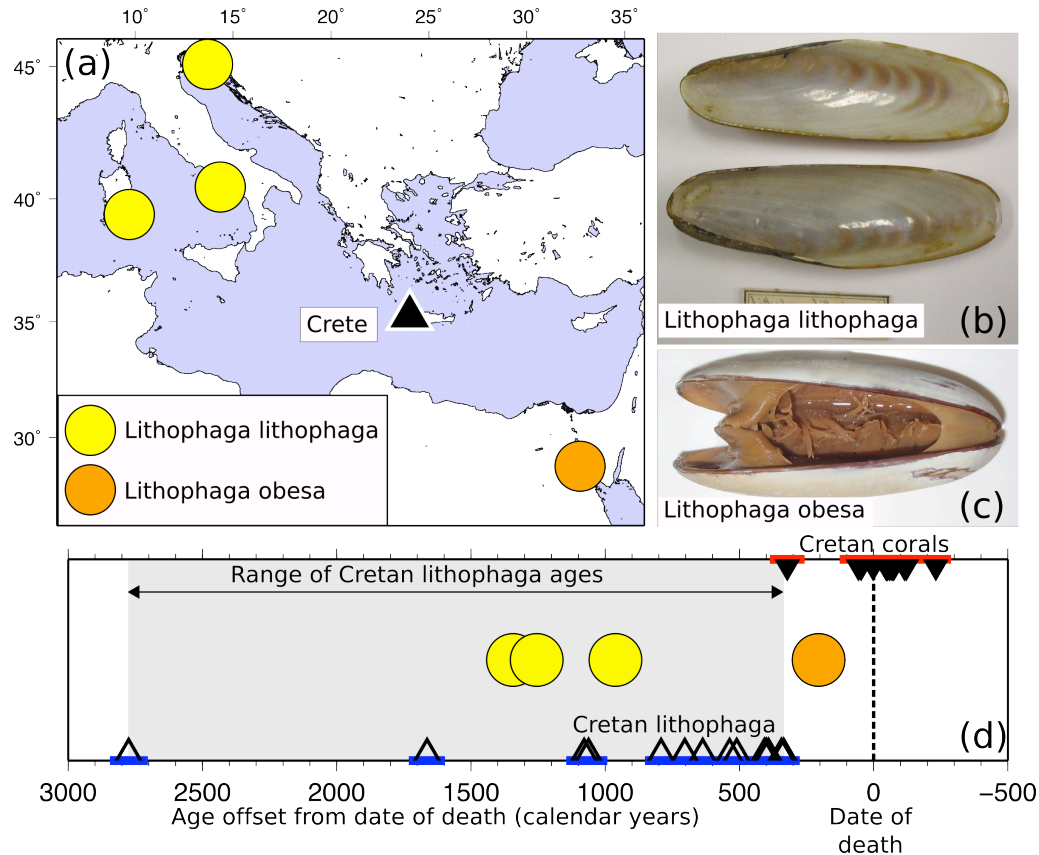 10° 15° 20° 25° 30° 35°
(a)
45°
40°
35°
30°
Crete
Lithophaga lithophaga
Lithophaga obesa
Lithophaga lithophaga
(b)
Lithophaga obesa
(c)
Cretan corals
Range of Cretan lithophaga ages
Cretan lithophaga
(d)
3000 2500 2000 1500 1000 500 0 −500
Age offset from date of death (calendar years)
Date of
death